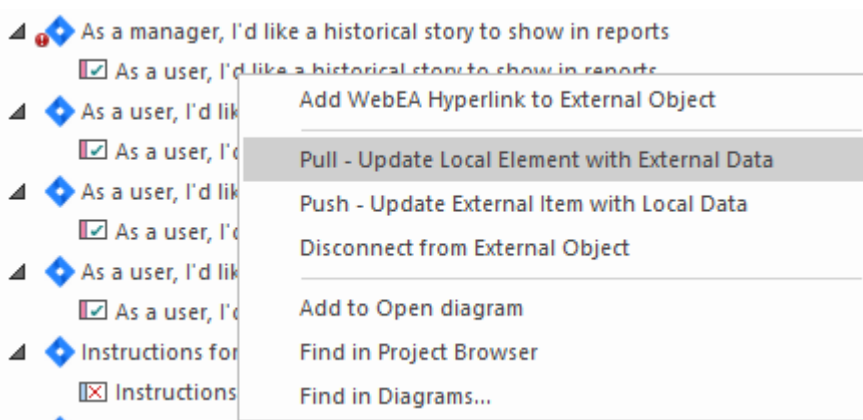 As a manager, I'd like a historical story to show in reports
As a user, I'd like a historical story to show in reports
As a user, I'd lik
As a user, I'd
As a user, I'd lik
As a user, I'd
As a user, I'd lik
As a user, I'd
Instructions for
Instructions
Add WebEA Hyperlink to External Object
Pull - Update Local Element with External Data
Push - Update External Item with Local Data
Disconnect from External Object
Add to Open diagram
Find in Project Browser
Find in Diagrams...